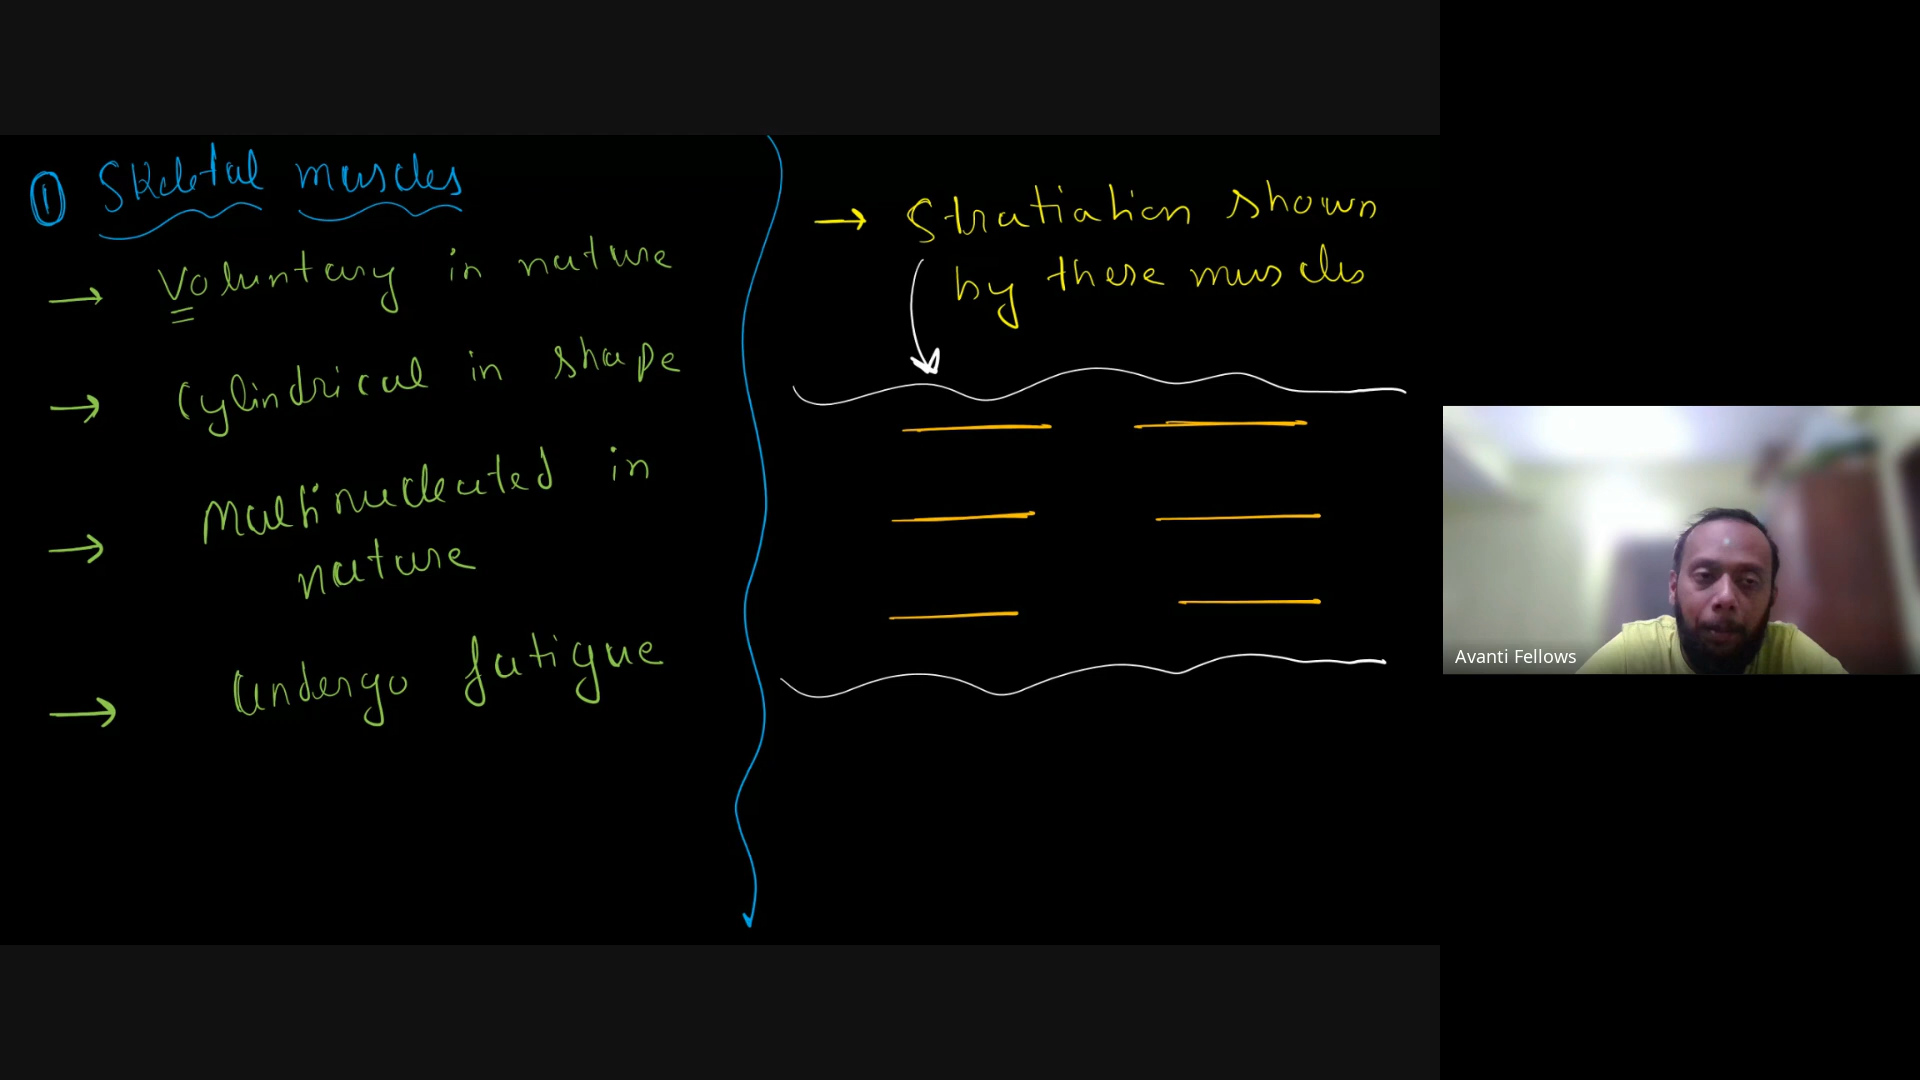 ① Skeletal muscles
→ Voluntary in nature
→ Cylindrical in shape
→ Multinucleated in
nature
→ Undergo fatigue
→ Stratiation shown
by these muscles
Avanti Fellows